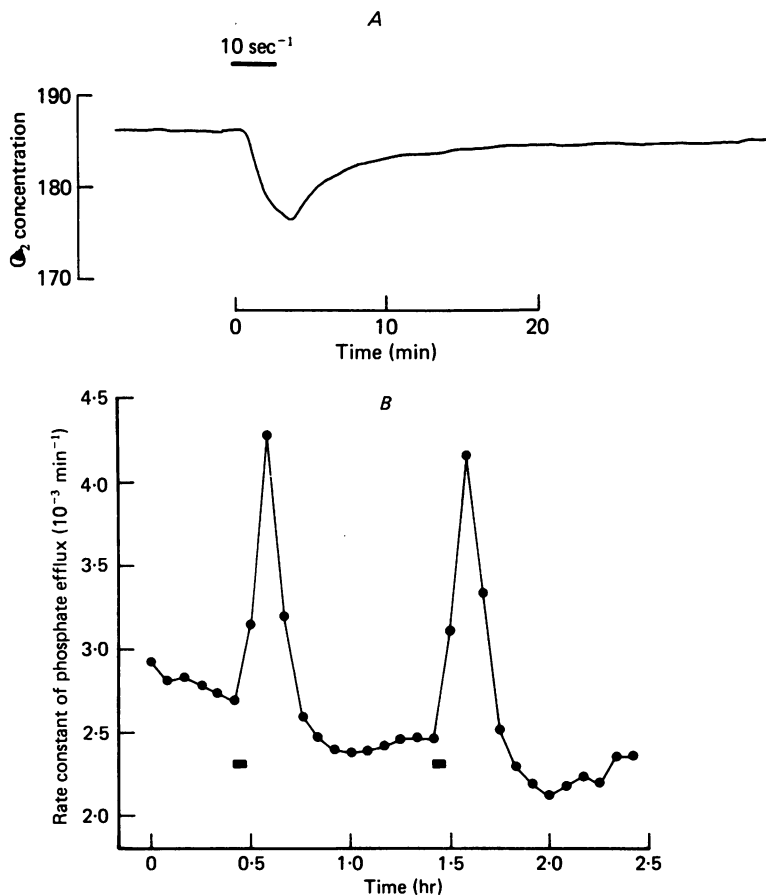 A
10 sec⁻¹
190
180
170
O₂ concentration
0 10 20
Time (min)
B
4·5
4·0
3·5
3·0
2·5
2·0
Rate constant of phosphate efflux (10⁻³ min⁻¹)
0 0·5 1·0 1·5 2·0 2·5
Time (hr)